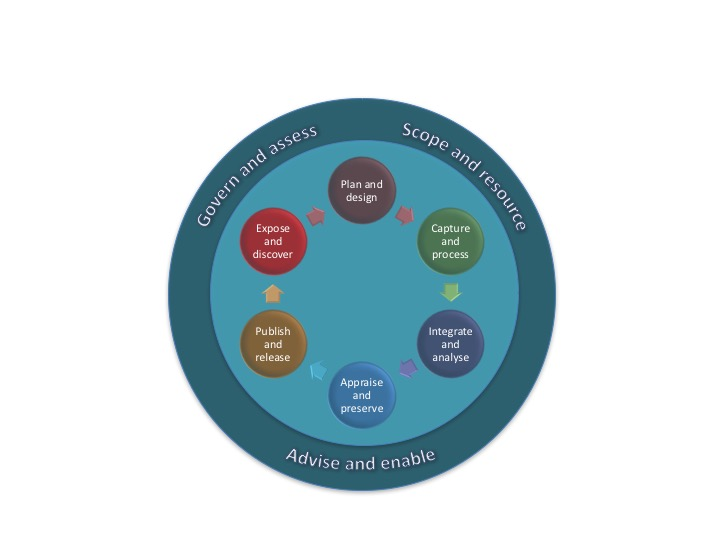 Govern and assess
Scope and resource
Plan and
design
Capture
and
process
Integrate
and
analyse
Appraise
and
preserve
Publish
and
release
Expose
and
discover
Advise and enable